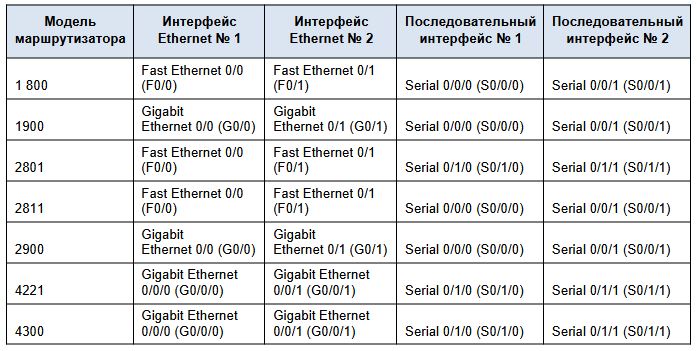 Модель маршрутизатора
Интерфейс Ethernet № 1
Интерфейс Ethernet № 2
Последовательный интерфейс № 1
Последовательный интерфейс № 2
1 800
Fast Ethernet 0/0 (F0/0)
Fast Ethernet 0/1 (F0/1)
Serial 0/0/0 (S0/0/0)
Serial 0/0/1 (S0/0/1)
1900
Gigabit Ethernet 0/0 (G0/0)
Gigabit Ethernet 0/1 (G0/1)
Serial 0/0/0 (S0/0/0)
Serial 0/0/1 (S0/0/1)
2801
Fast Ethernet 0/0 (F0/0)
Fast Ethernet 0/1 (F0/1)
Serial 0/1/0 (S0/1/0)
Serial 0/1/1 (S0/1/1)
2811
Fast Ethernet 0/0 (F0/0)
Fast Ethernet 0/1 (F0/1)
Serial 0/0/0 (S0/0/0)
Serial 0/0/1 (S0/0/1)
2900
Gigabit Ethernet 0/0 (G0/0)
Gigabit Ethernet 0/1 (G0/1)
Serial 0/0/0 (S0/0/0)
Serial 0/0/1 (S0/0/1)
4221
Gigabit Ethernet 0/0/0 (G0/0/0)
Gigabit Ethernet 0/0/1 (G0/0/1)
Serial 0/1/0 (S0/1/0)
Serial 0/1/1 (S0/1/1)
4300
Gigabit Ethernet 0/0/0 (G0/0/0)
Gigabit Ethernet 0/0/1 (G0/0/1)
Serial 0/1/0 (S0/1/0)
Serial 0/1/1 (S0/1/1)